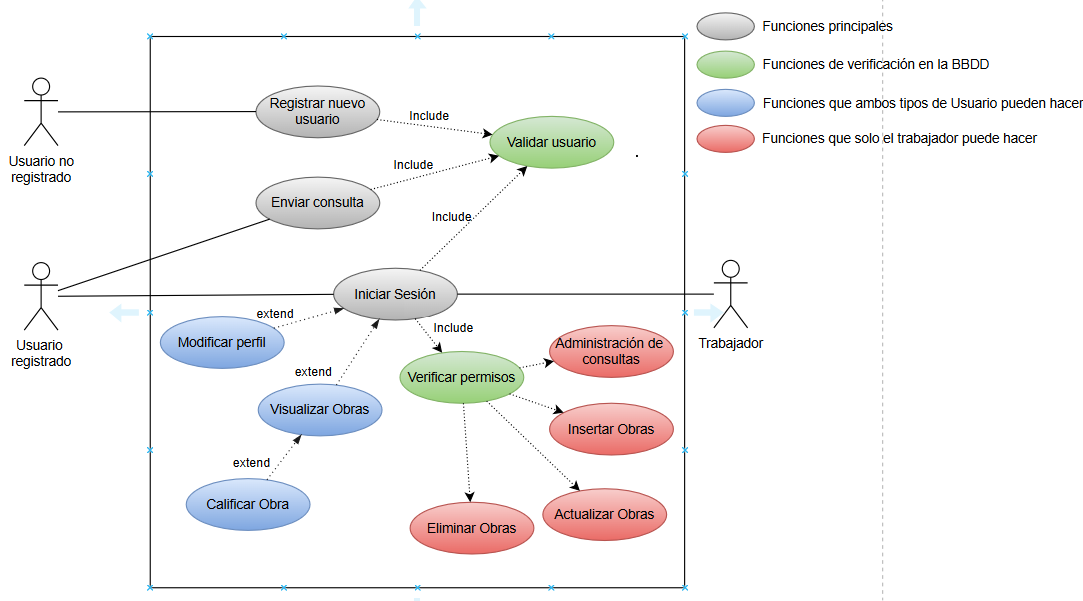 Funciones principales
Funciones de verificación en la BBDD
Funciones que ambos tipos de Usuario pueden hacer
Funciones que solo el trabajador puede hacer
Registrar nuevo
usuario
Include
Validar usuario
Usuario no
registrado
Include
Enviar consulta
Include
Iniciar Sesión
extend
Include
Usuario
registrado
Modificar perfil
Trabajador
Administración de
consultas
extend
Verificar permisos
Visualizar Obras
Insertar Obras
extend
Calificar Obra
Actualizar Obras
Eliminar Obras